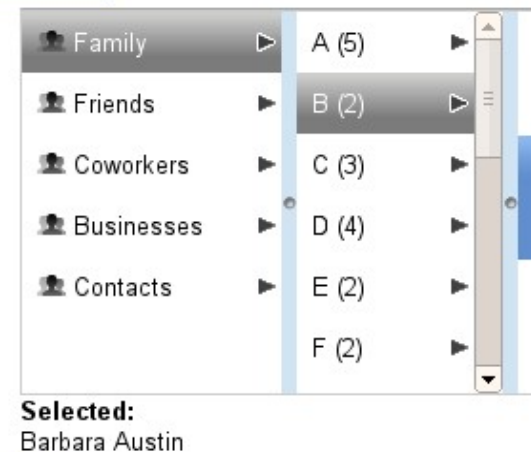 Family
Friends
Coworkers
Businesses
Contacts
A (5)
B (2)
C (3)
D (4)
E (2)
F (2)
Selected:
Barbara Austin